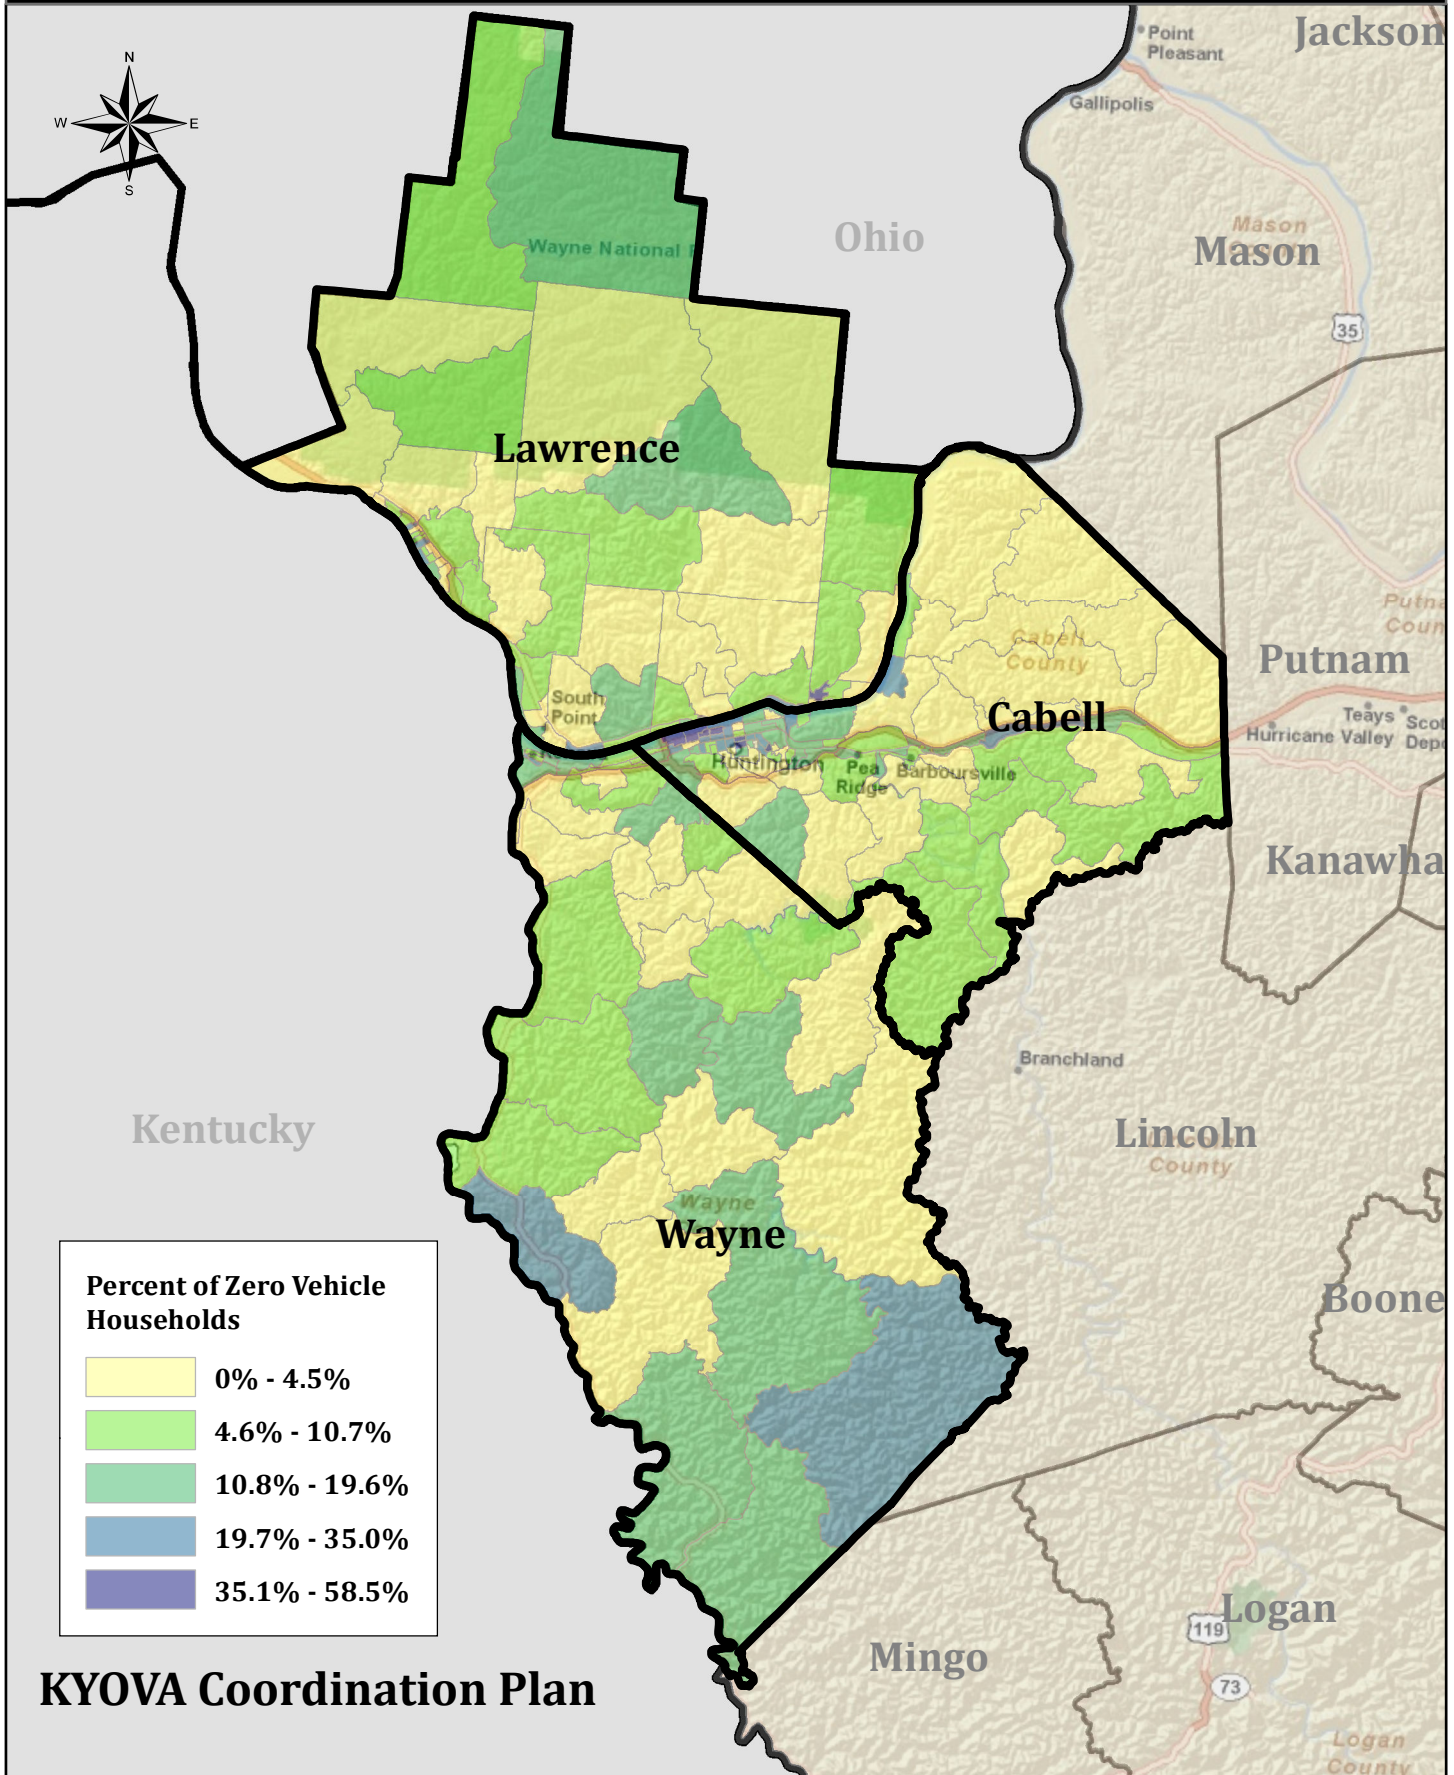 Jackson
Point
Pleasant
Gallipolis
N
W
E
S
Mason
Mason
Ohio
Wayne National
35
Lawrence
Cabell
County
Putnam
South
Point
Cabell
Teays
Hurricane Valley
Huntington
Pea
Ridge
Barboursville
Kanawha
Branchland
Kentucky
Lincoln
County
Wayne
Wayne
Boone
Percent of Zero Vehicle
Households
0% - 4.5%
4.6% - 10.7%
10.8% - 19.6%
19.7% - 35.0%
35.1% - 58.5%
Logan
119
Mingo
73
KYOVA Coordination Plan
Logan
County